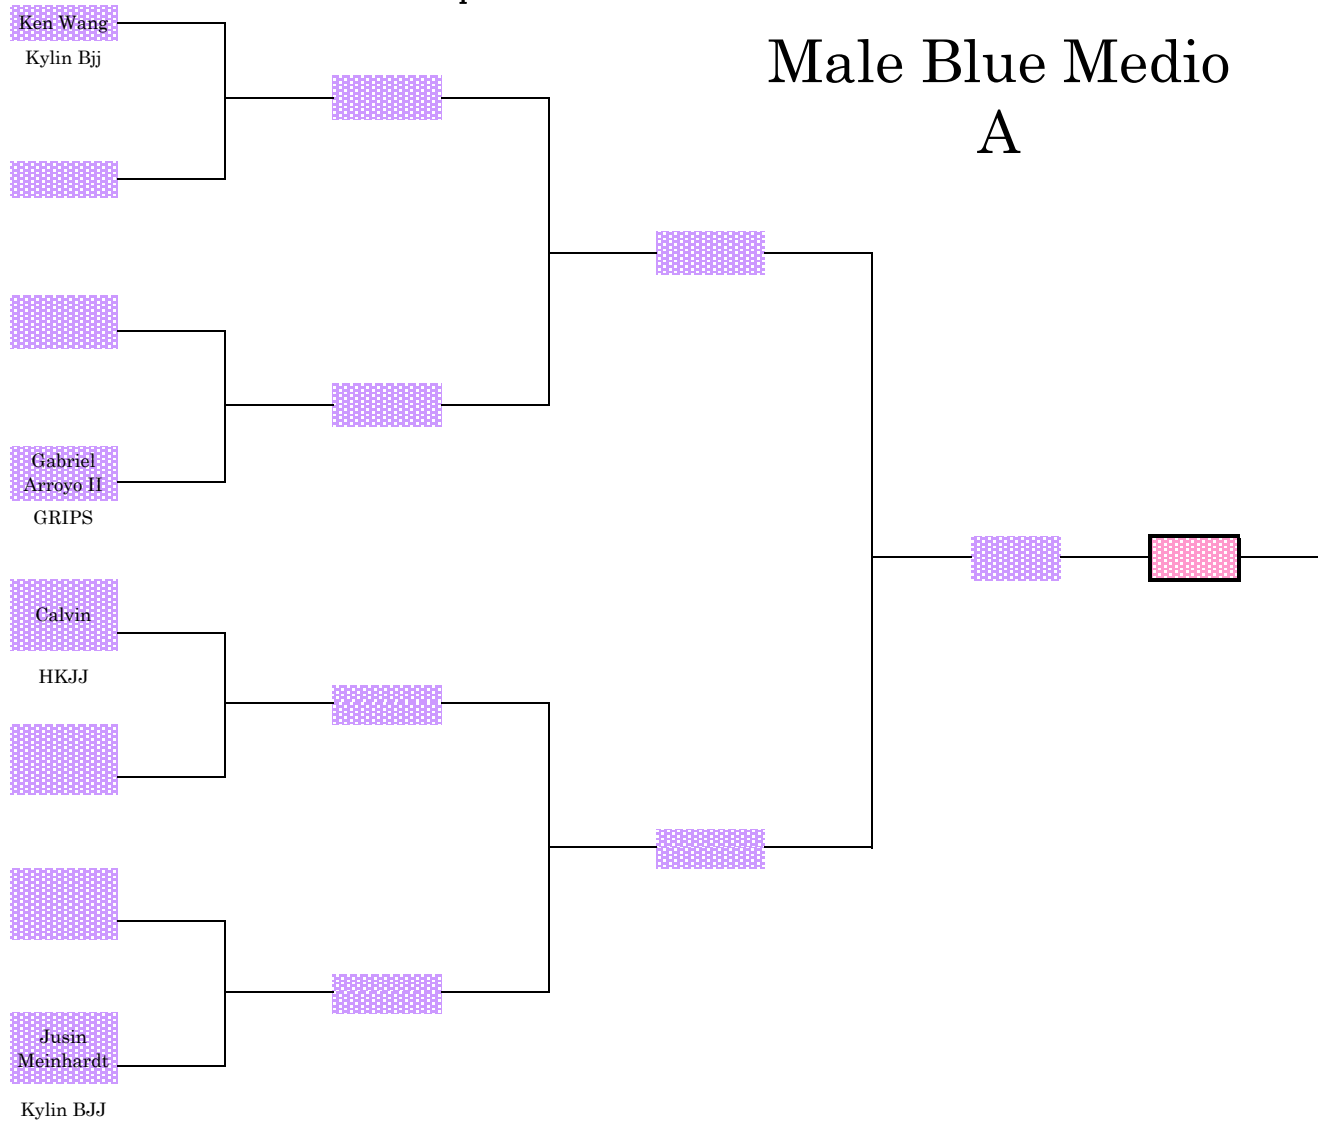 Ken Wang
Kylin Bjj
Male Blue Medio
A
Gabriel
Arroyo II
GRIPS
Calvin
HKJJ
Jusin
Meinhardt
Kylin BJJ